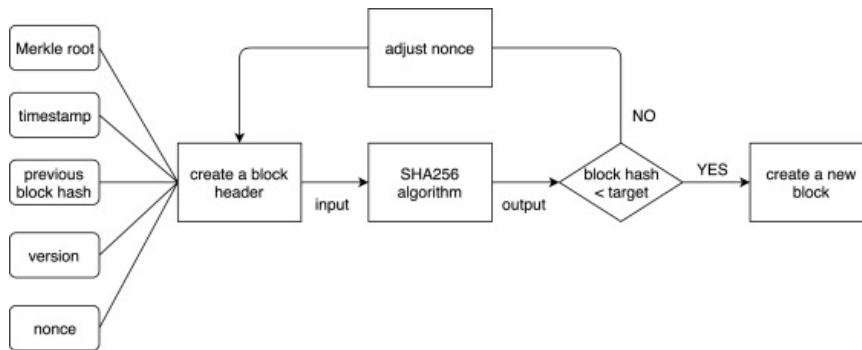 Merkle root
timestamp
previous
block hash
version
nonce
adjust nonce
create a block
header
input
SHA256
algorithm
output
block hash
< target
NO
YES
create a new
block